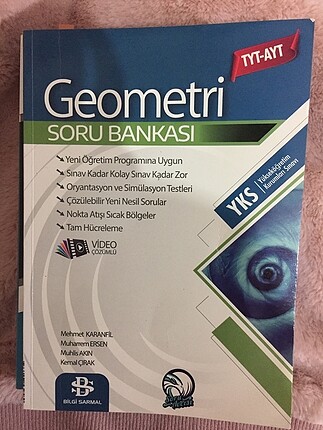 TYT-AYT
Geometri
SORU BANKASI
Yeni Öğretim Programına Uygun
Sınav Kadar Kolay Sınav Kadar Zor
Oryantasyon ve Simülasyon Testleri
Çözülebilir Yeni Nesil Sorular
Nokta Atışı Sıcak Bölgeler
Tam Hücreleme
YKS
Yükseköğretim
Kurumları Sınavı
VİDEO
ÇÖZÜMLÜ
Mehmet KARANFİL
Muharrem ERSEN
Muhlis AKIN
Kemal ÇIRAK
BİLGİ SARMAL